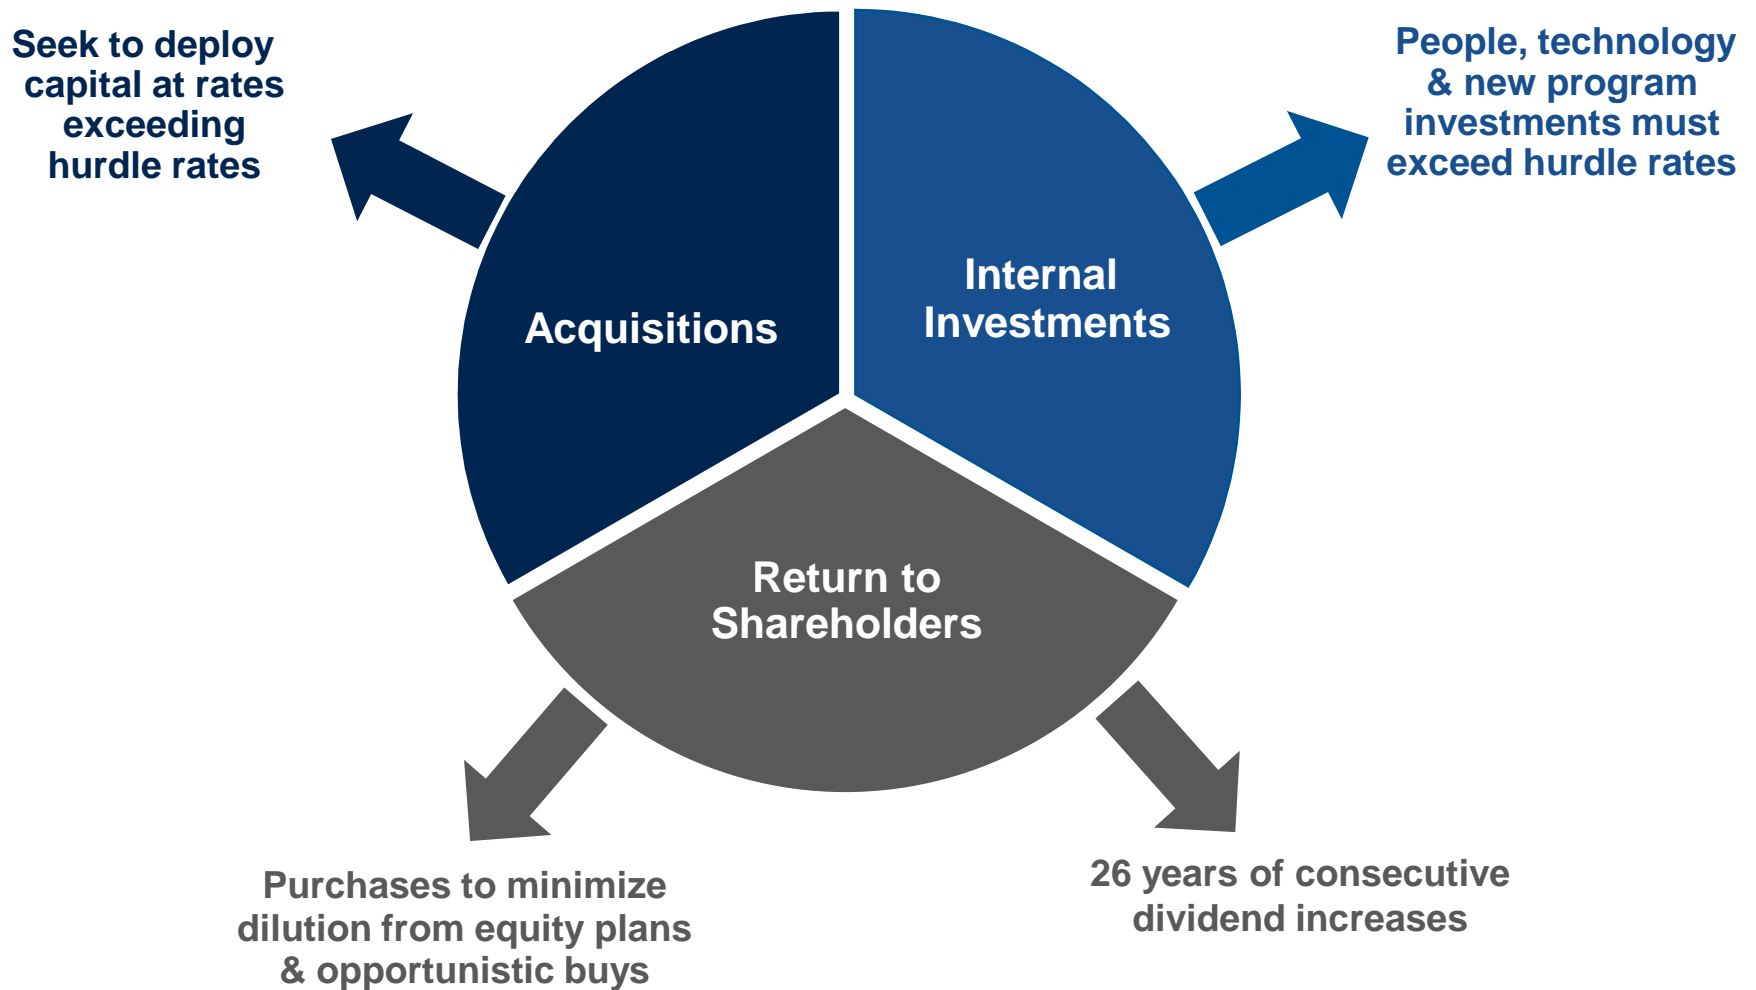 Seek to deploy
capital at rates
exceeding
hurdle rates
People, technology
& new program
investments must
exceed hurdle rates
Acquisitions
Internal
Investments
Return to
Shareholders
Purchases to minimize
dilution from equity plans
& opportunistic buys
26 years of consecutive
dividend increases